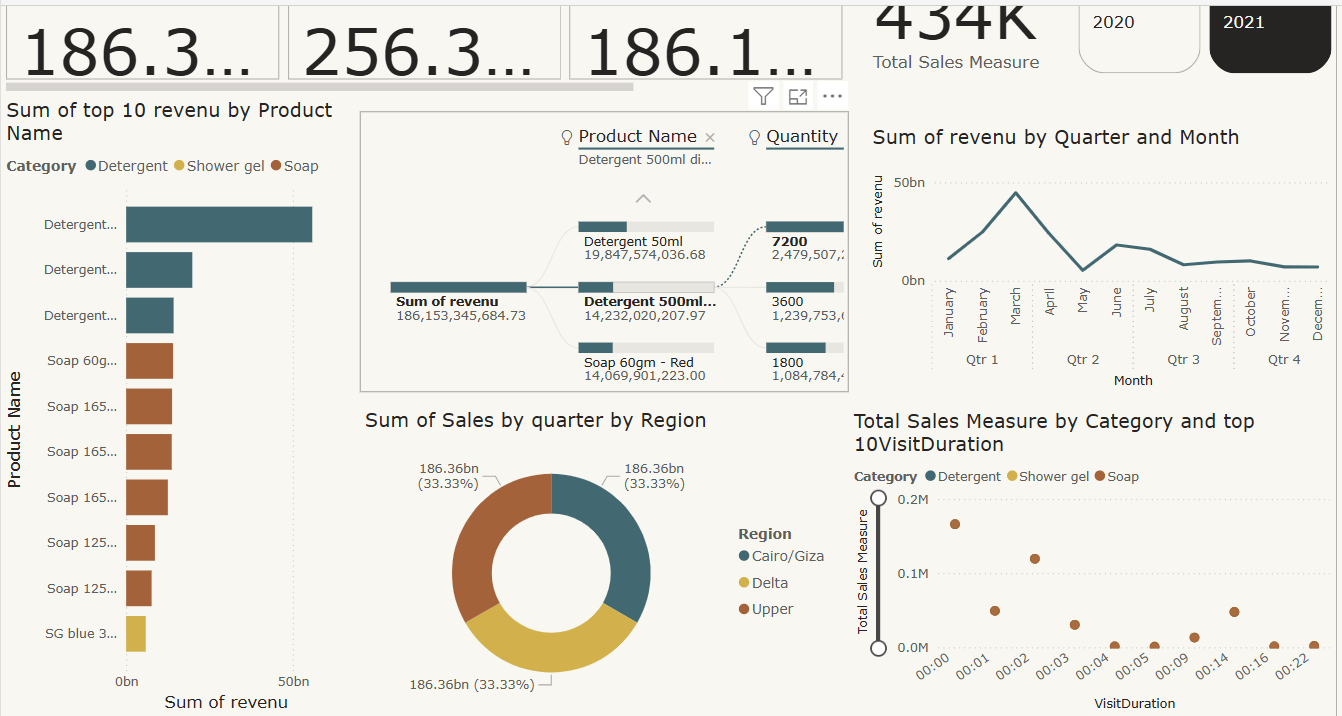 186.3...
256.3...
186.1...
434K
Total Sales Measure
2020
2021
Sum of top 10 revenu by Product
Name
Category Detergent Shower gel Soap
Product Name
Detergent...
Detergent...
Detergent...
Soap 60g...
Soap 165...
Soap 165...
Soap 165...
Soap 125...
Soap 125...
SG blue 3...
0bn 50bn
Sum of revenu
Product Name
Detergent 500ml di...
Quantity
Sum of revenu
186,153,345,684.73
Detergent 50ml
19,847,574,036.68
Detergent 500ml...
14,232,020,207.97
Soap 60gm - Red
14,069,901,223.00
7200
2,479,507,
3600
1,239,753,
1800
1,084,784,
Sum of revenu by Quarter and Month
Sum of revenu
50bn
0bn
January
February
March
April
May
June
July
August
Septem...
October
Novem...
Decem...
Qtr 1 Qtr 2 Qtr 3 Qtr 4
Month
Sum of Sales by quarter by Region
186.36bn
(33.33%)
186.36bn
(33.33%)
186.36bn (33.33%)
Region
Cairo/Giza
Delta
Upper
Total Sales Measure by Category and top
10VisitDuration
Category Detergent Shower gel Soap
Total Sales Measure
0.2M
0.1M
0.0M
00:00 00:01 00:02 00:03 00:04 00:05 00:09 00:14 00:16 00:22
VisitDuration